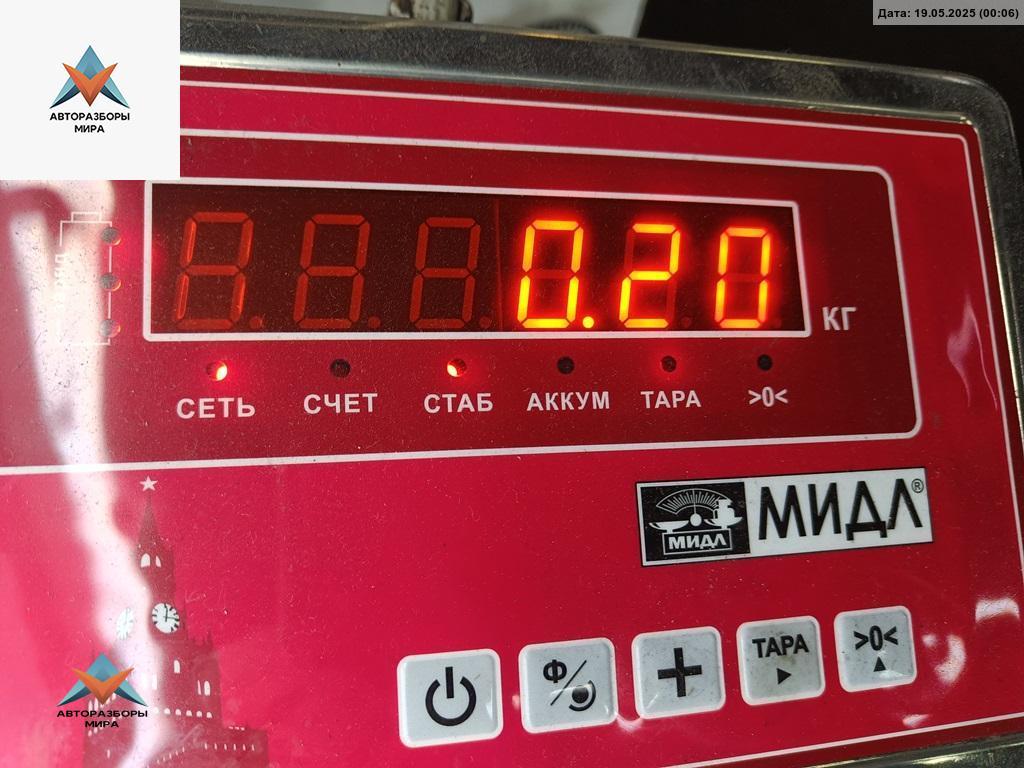 Дата: 19.05.2025 (00:06)
АВТОРАЗБОРЫ
МИРА
0.20
КГ
СЕТЬ СЧЕТ СТАБ АККУМ ТАРА >0<
МИДЛ МИДЛ®
Ф ТАРА >0<
АВТОРАЗБОРЫ
МИРА